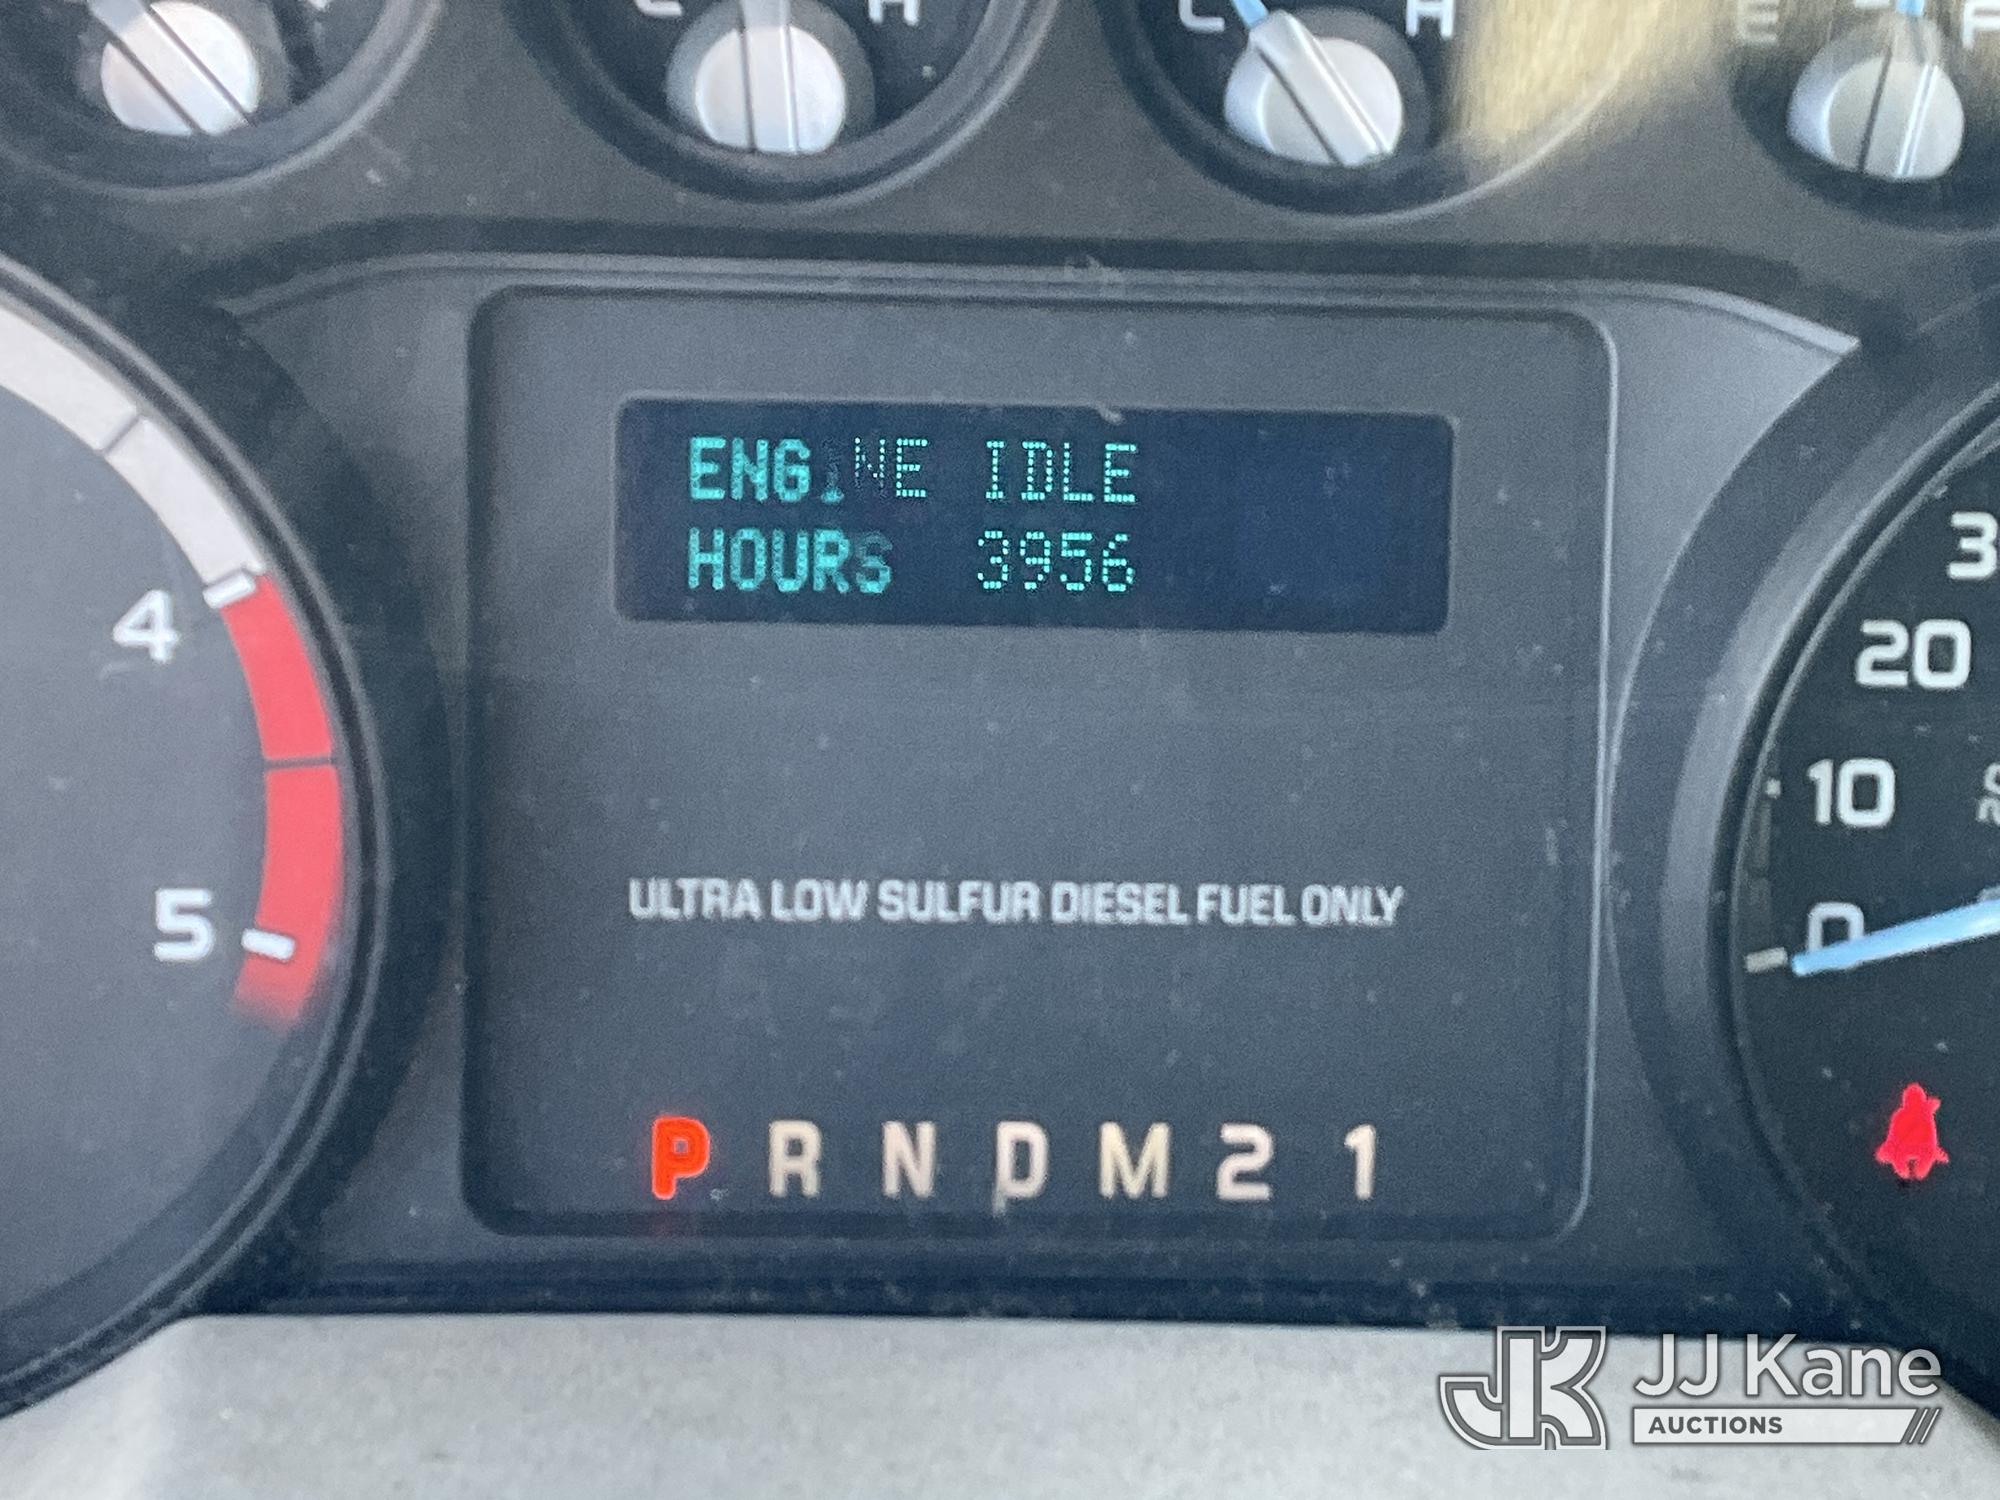 C H C H E F
ENGINE IDLE
HOURS 3956
4
5
30
20
10
0
ULTRA LOW SULFUR DIESEL FUEL ONLY
P R N D M 2 1
JJ Kane
AUCTIONS